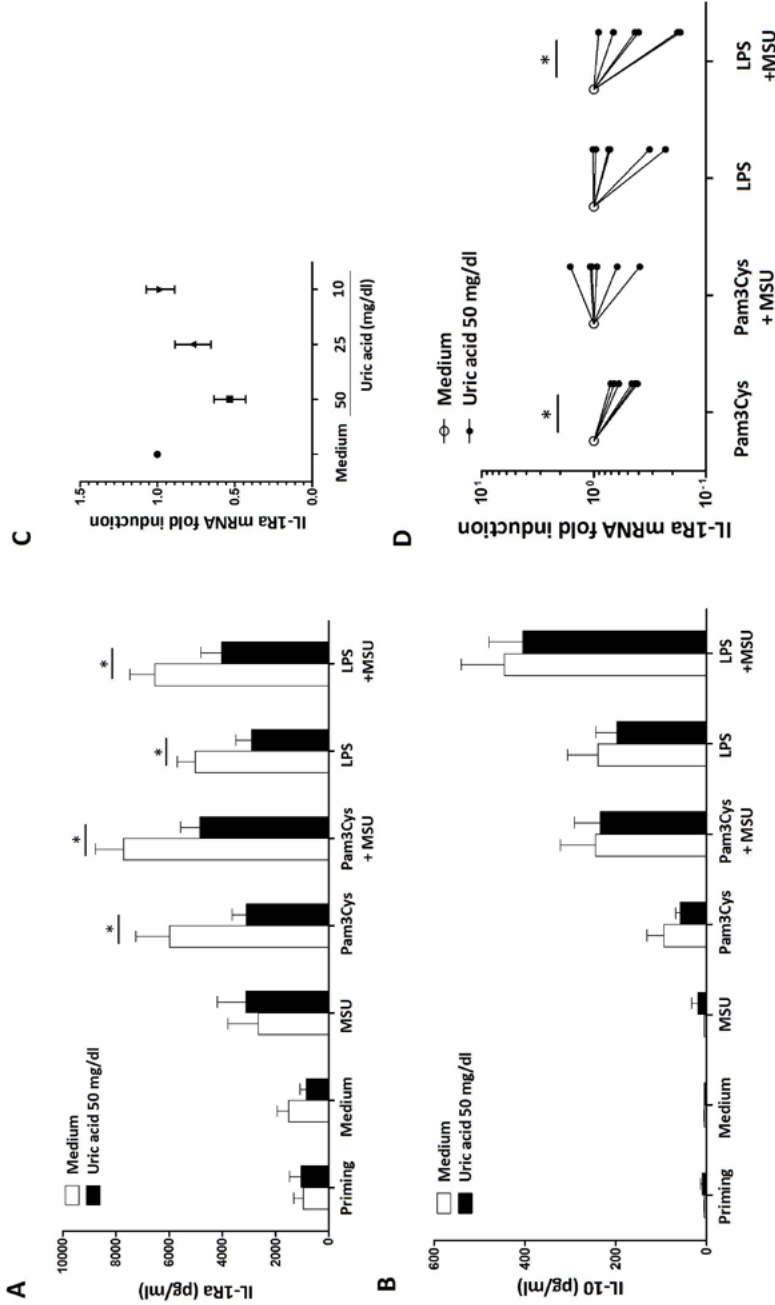 A
IL-1Ra (pg/ml)
10000
8000
6000
4000
2000
0
Medium
Uric acid 50 mg/dl
*
*
*
*
Priming
Medium
MSU
Pam3Cys
Pam3Cys
+ MSU
LPS
LPS
+MSU
B
IL-10 (pg/ml)
600
400
200
0
Medium
Uric acid 50 mg/dl
Priming
Medium
MSU
Pam3Cys
Pam3Cys
+ MSU
LPS
LPS
+MSU
C
IL-1Ra mRNA fold induction
1.5
1.0
0.5
0.0
Medium
50
25
10
Uric acid (mg/dl)
D
IL-1Ra mRNA fold induction
10¹
10⁰
10⁻¹
Medium
Uric acid 50 mg/dl
*
*
Pam3Cys
Pam3Cys
+ MSU
LPS
LPS
+MSU